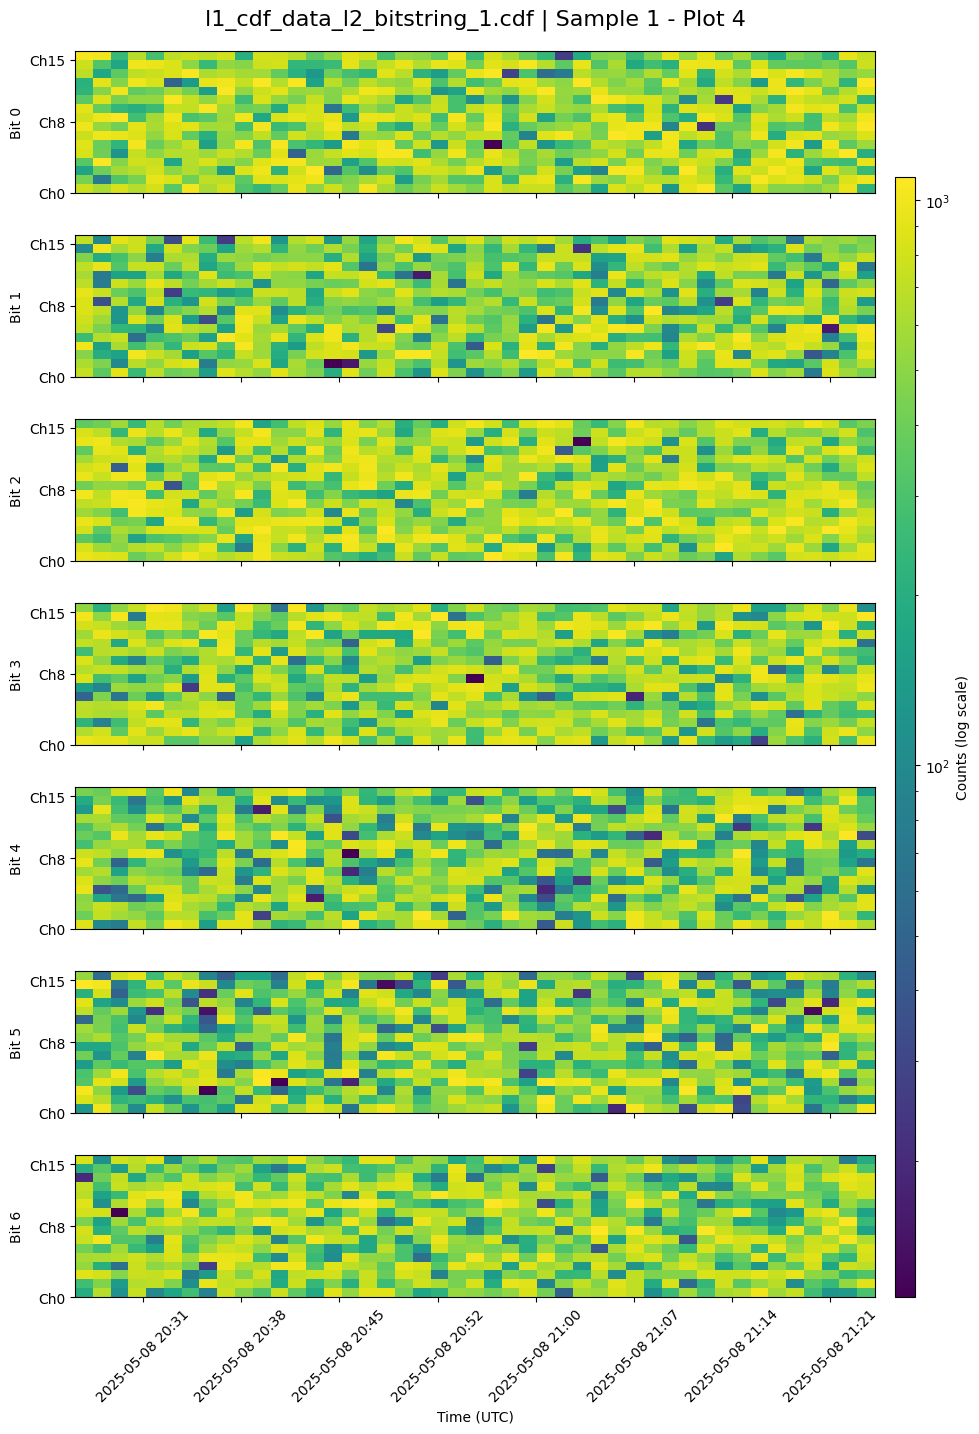 l1_cdf_data_l2_bitstring_1.cdf | Sample 1 - Plot 4
Ch15
Ch8
Ch0
Bit 0
Ch15
Ch8
Ch0
Bit 1
Ch15
Ch8
Ch0
Bit 2
Ch15
Ch8
Ch0
Bit 3
Ch15
Ch8
Ch0
Bit 4
Ch15
Ch8
Ch0
Bit 5
Ch15
Ch8
Ch0
Bit 6
2025-05-08 20:31
2025-05-08 20:38
2025-05-08 20:45
2025-05-08 20:52
2025-05-08 21:00
2025-05-08 21:07
2025-05-08 21:14
2025-05-08 21:21
Time (UTC)
10³
10²
Counts (log scale)